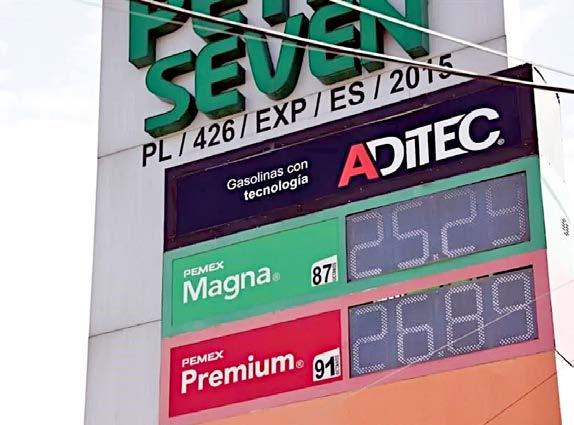 SEVEN
PL / 426 / EXP / ES / 2015
Gasolinas con
tecnología
ADITEC®
PEMEX
Magna® 87
25.24
PEMEX
Premium® 91
26.89